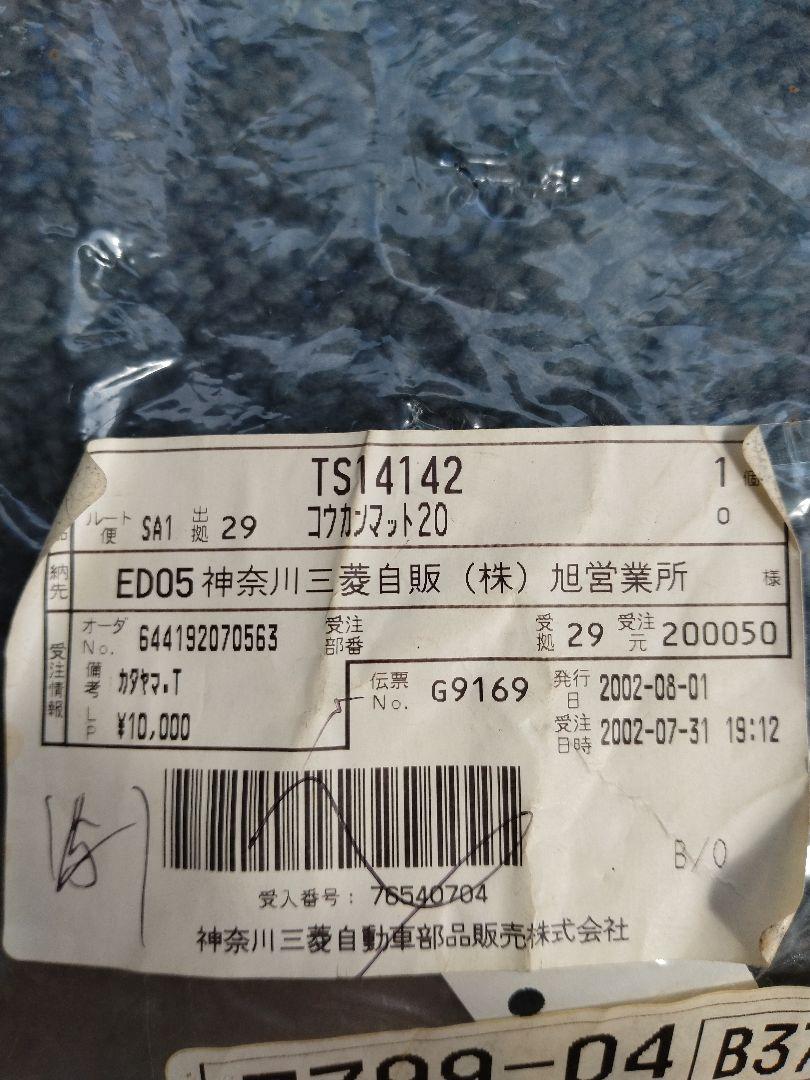 TS14142 1 個
ルート便 SA1 出拠 29 コウカンマット20 0
納先 ED05 神奈川三菱自販（株）旭営業所 様
受注情報 オーダNo. 644192070563 受注部番 受拠 29 受注元 200050
備考 カタヤマ.T 伝票No. G9169 発行日 2002-08-01
LP ¥10,000 受注日時 2002-07-31 19:12
B/O
受入番号： 76540704
神奈川三菱自動車部品販売株式会社
799-04 B37